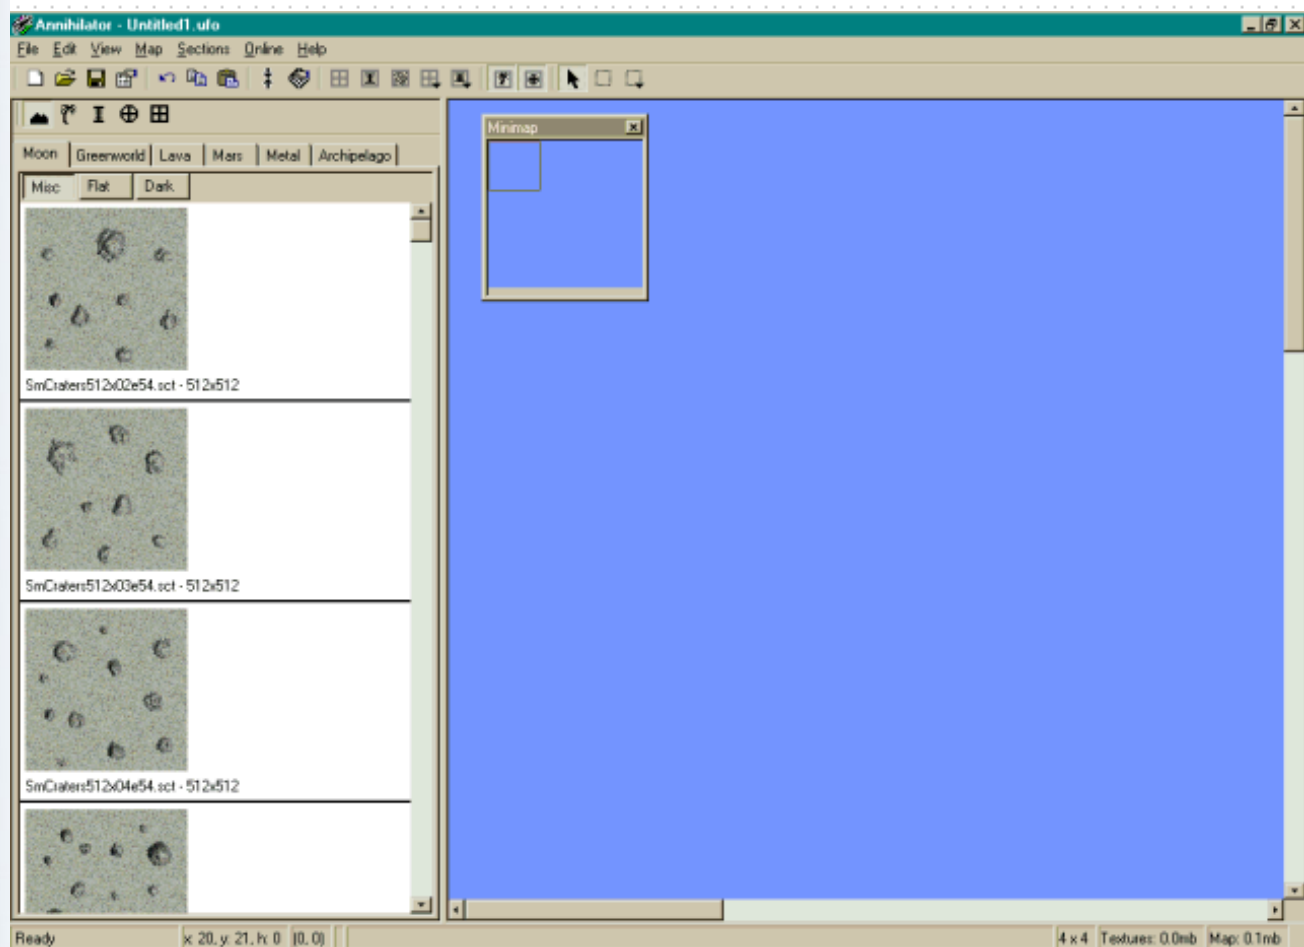 Annihilator - Untitled1.ufo
File Edit View Map Sections Online Help
Moon Greenworld Lava Mars Metal Archipelago
Misc Flat Dark
Minimap
SmCraters512x02e54.sct - 512x512
SmCraters512x03e54.sct - 512x512
SmCraters512x04e54.sct - 512x512
Ready x: 20, y: 21, h: 0 (0, 0) 4 x 4 Textures: 0.0mb Map: 0.1mb